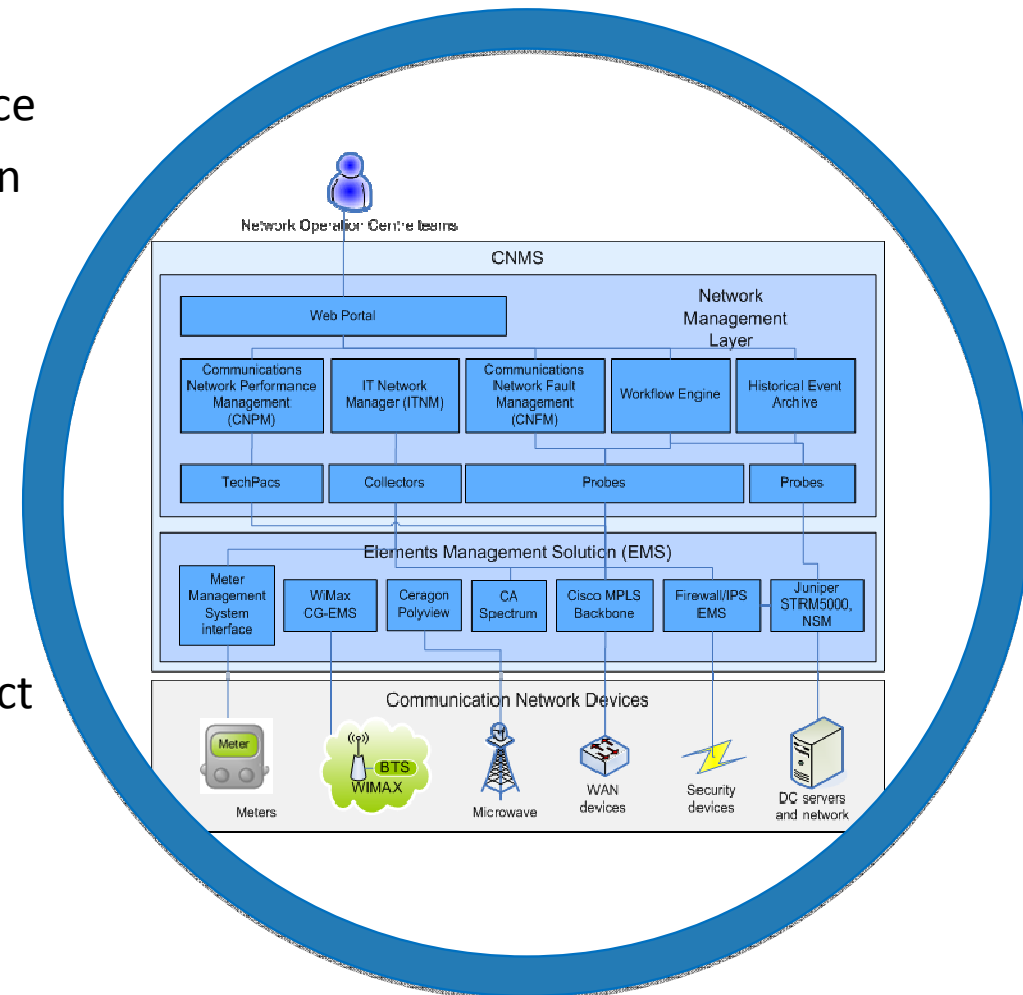 ce
n
ct
Network Operation Centre teams
CNMS
Network
Management
Layer
Web Portal
Communications
Network Performance
Management
(CNPM)
IT Network
Manager (ITNM)
Communications
Network Fault
Management
(CNFM)
Workflow Engine
Historical Event
Archive
TechPacs
Collectors
Probes
Probes
Elements Management Solution (EMS)
Meter
Management
System
interface
WiMax
CG-EMS
Ceragon
Polyview
CA
Spectrum
Cisco MPLS
Backbone
Firewall/IPS
EMS
Juniper
STRM5000,
NSM
Communication Network Devices
Meter
Meters
BTS
WIMAX
Microwave
WAN
devices
Security
devices
DC servers
and network